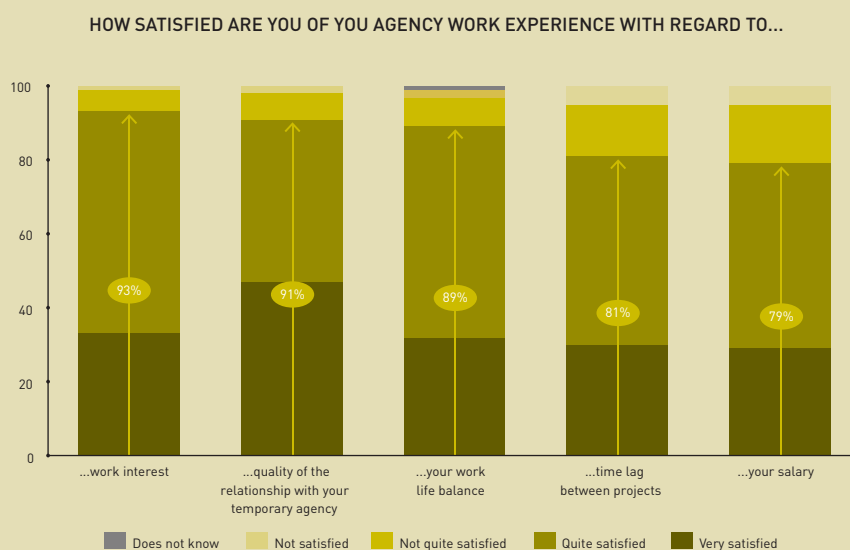 HOW SATISFIED ARE YOU OF YOU AGENCY WORK EXPERIENCE WITH REGARD TO...
100
80
60
40
20
0
93%
91%
89%
81%
79%
...work interest
...quality of the
relationship with your
temporary agency
...your work
life balance
...time lag
between projects
...your salary
Does not know
Not satisfied
Not quite satisfied
Quite satisfied
Very satisfied